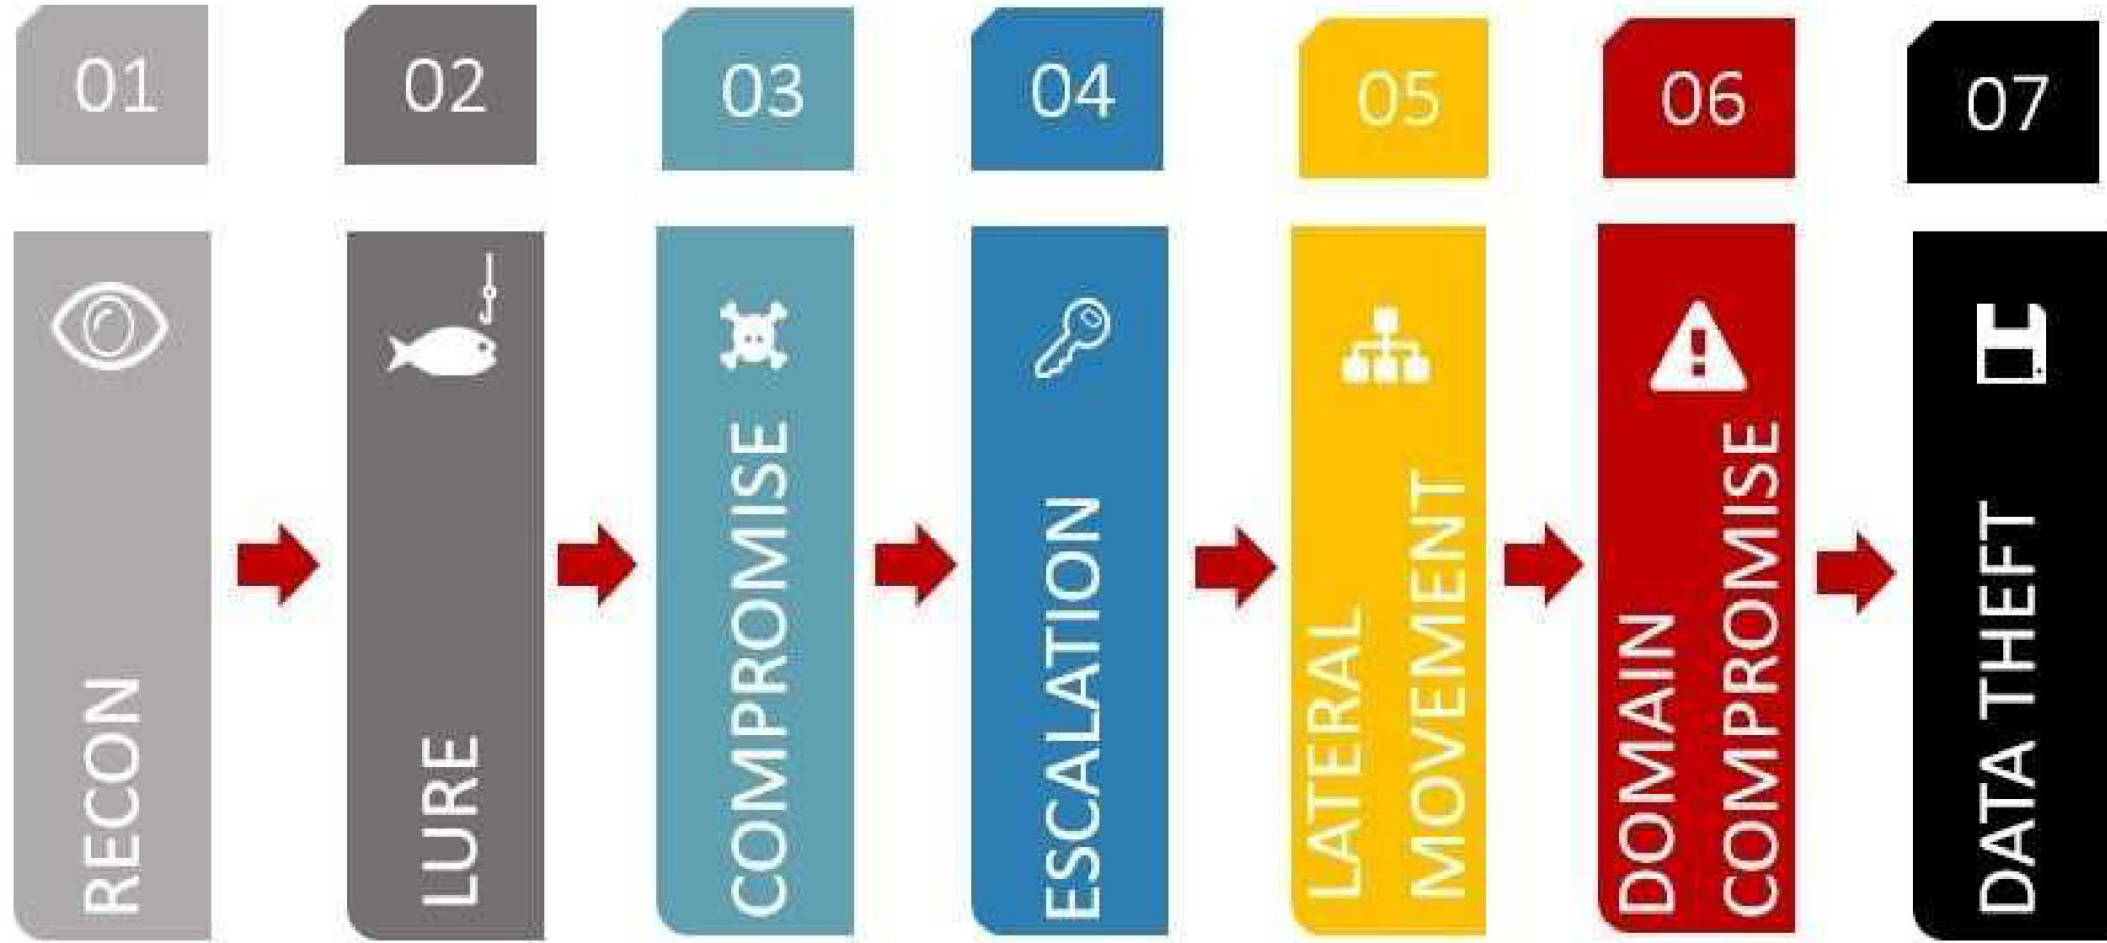 01
02
03
04
05
06
07
RECON
LURE
COMPROMISE
ESCALATION
LATERAL
MOVEMENT
DOMAIN
COMPROMISE
DATA THEFT